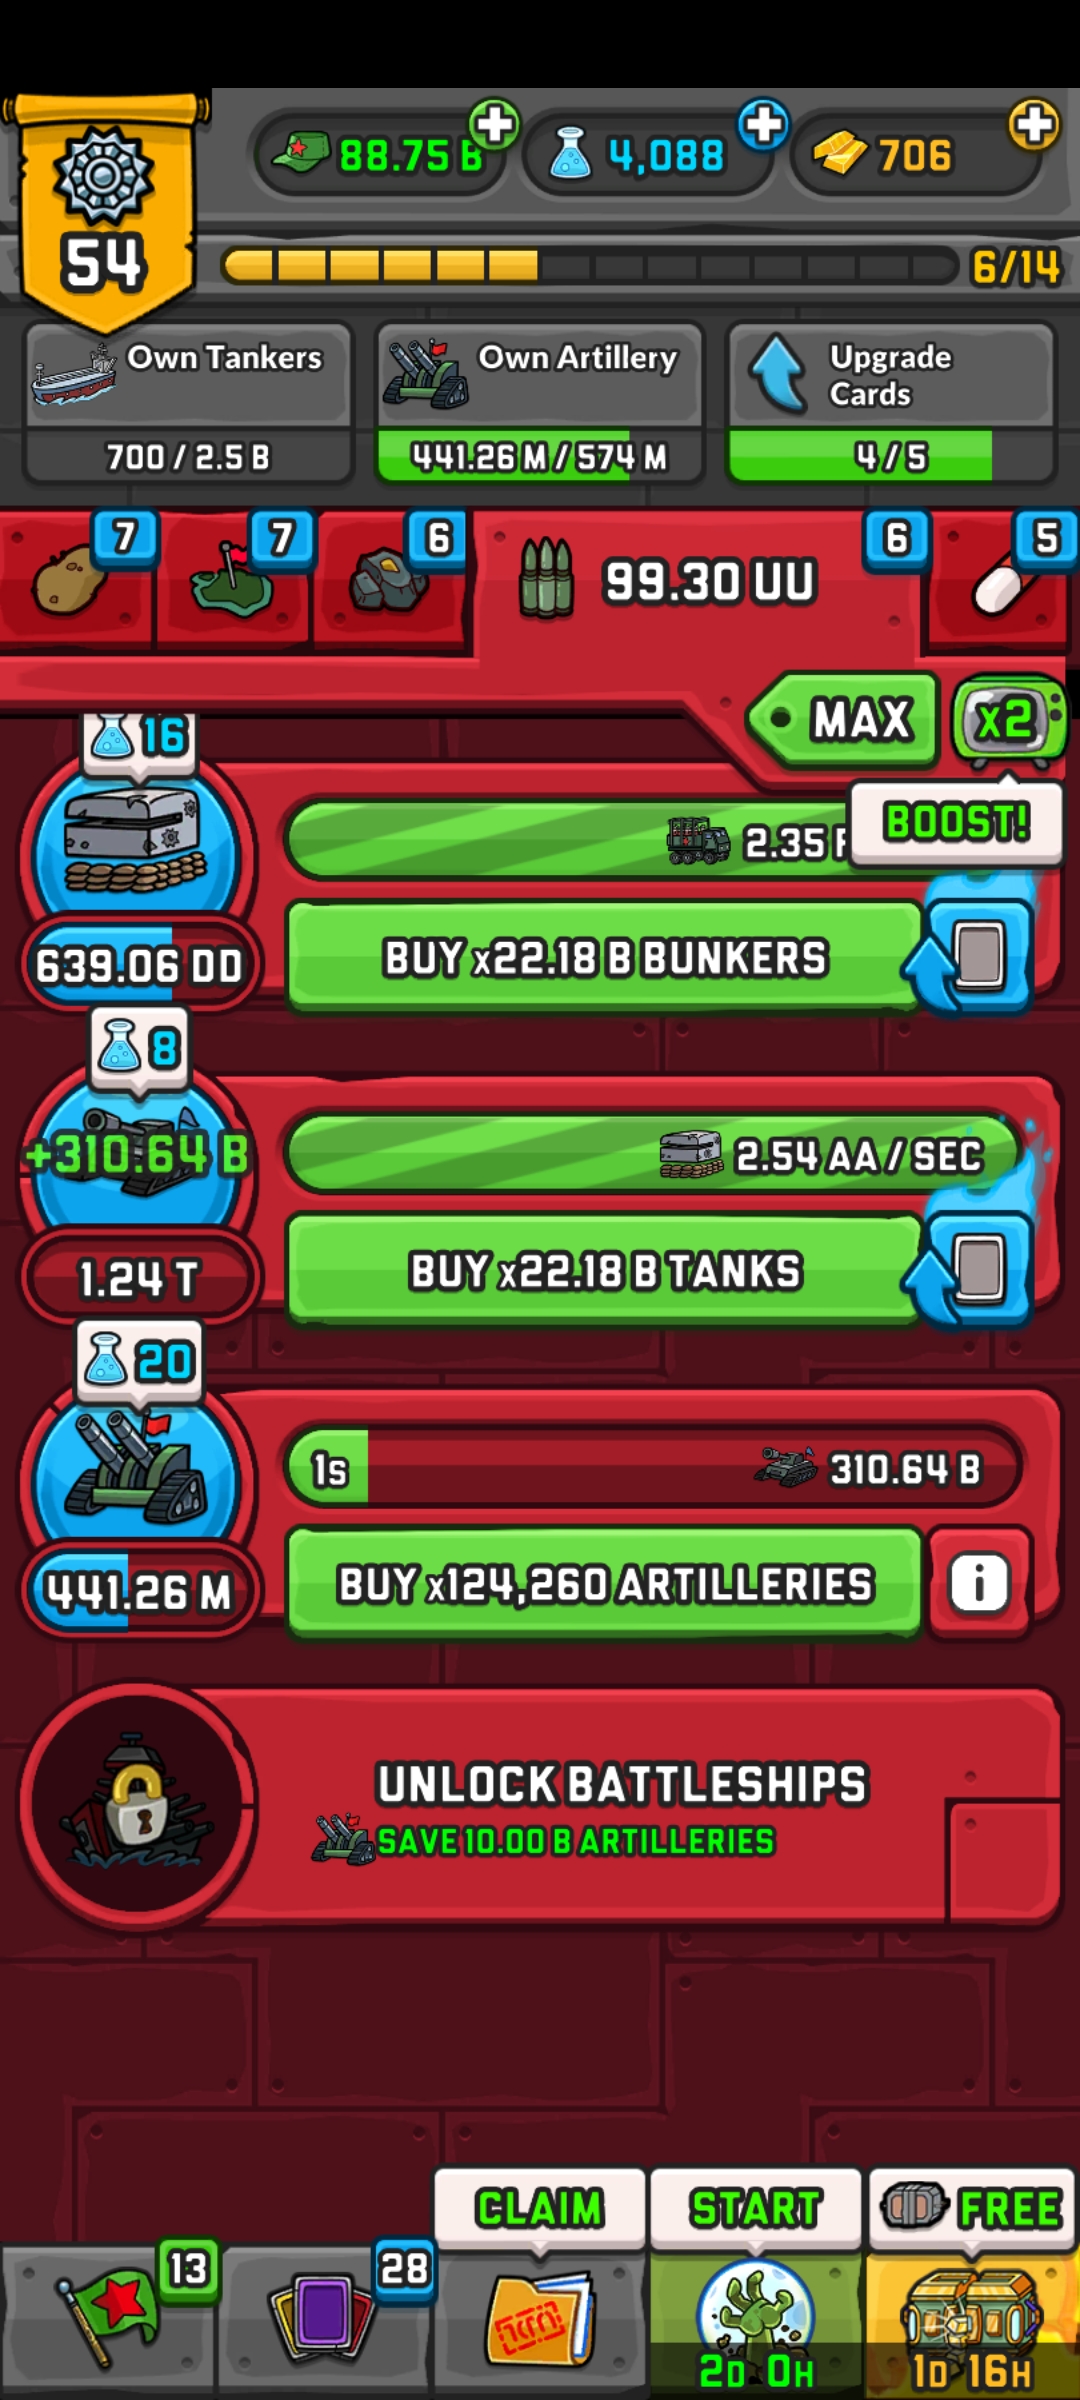 88.75 B
4,088
706
54
6/14
Own Tankers
700 / 2.5 B
Own Artillery
441.26 M / 574 M
Upgrade
Cards
4 / 5
7
7
6
99.30 UU
6
5
MAX
x2
BOOST!
16
2.35
639.06 DD
BUY x22.18 B BUNKERS
8
+310.64 B
2.54 AA / SEC
1.24 T
BUY x22.18 B TANKS
20
1s
310.64 B
441.26 M
BUY x124,260 ARTILLERIES
i
UNLOCK BATTLESHIPS
SAVE 10.00 B ARTILLERIES
CLAIM
START
FREE
13
28
2D 0H
1D 16H